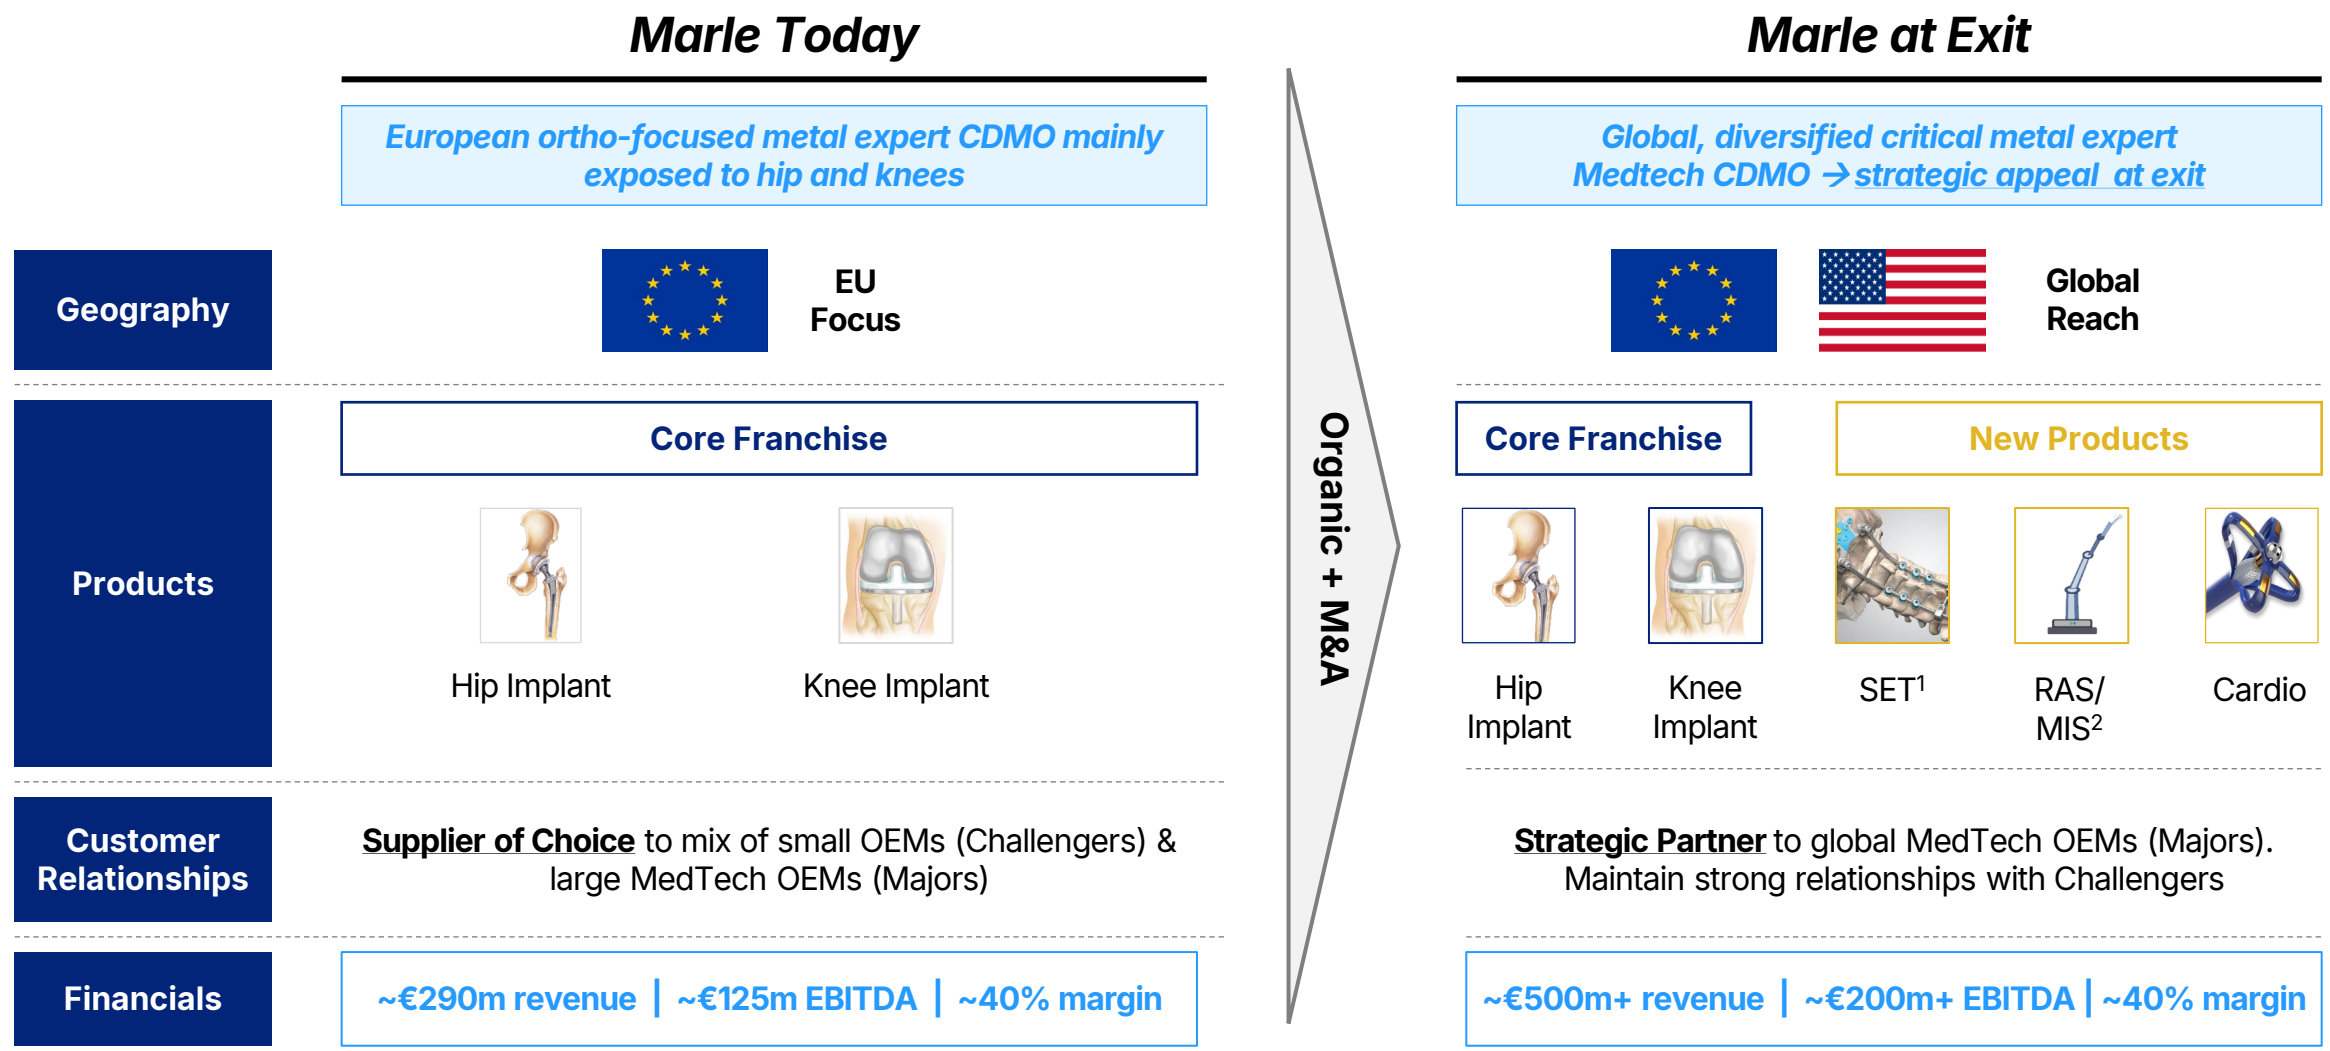 Marle Today
Marle at Exit
European ortho-focused metal expert CDMO mainly
exposed to hip and knees
Global, diversified critical metal expert
Medtech CDMO → strategic appeal at exit
Geography
EU
Focus
Global
Reach
Organic + M&A
Products
Core Franchise
Hip Implant
Knee Implant
Core Franchise
New Products
Hip
Implant
Knee
Implant
SET¹
RAS/
MIS²
Cardio
Customer
Relationships
Supplier of Choice to mix of small OEMs (Challengers) &
large MedTech OEMs (Majors)
Strategic Partner to global MedTech OEMs (Majors).
Maintain strong relationships with Challengers
Financials
~€290m revenue | ~€125m EBITDA | ~40% margin
~€500m+ revenue | ~€200m+ EBITDA | ~40% margin